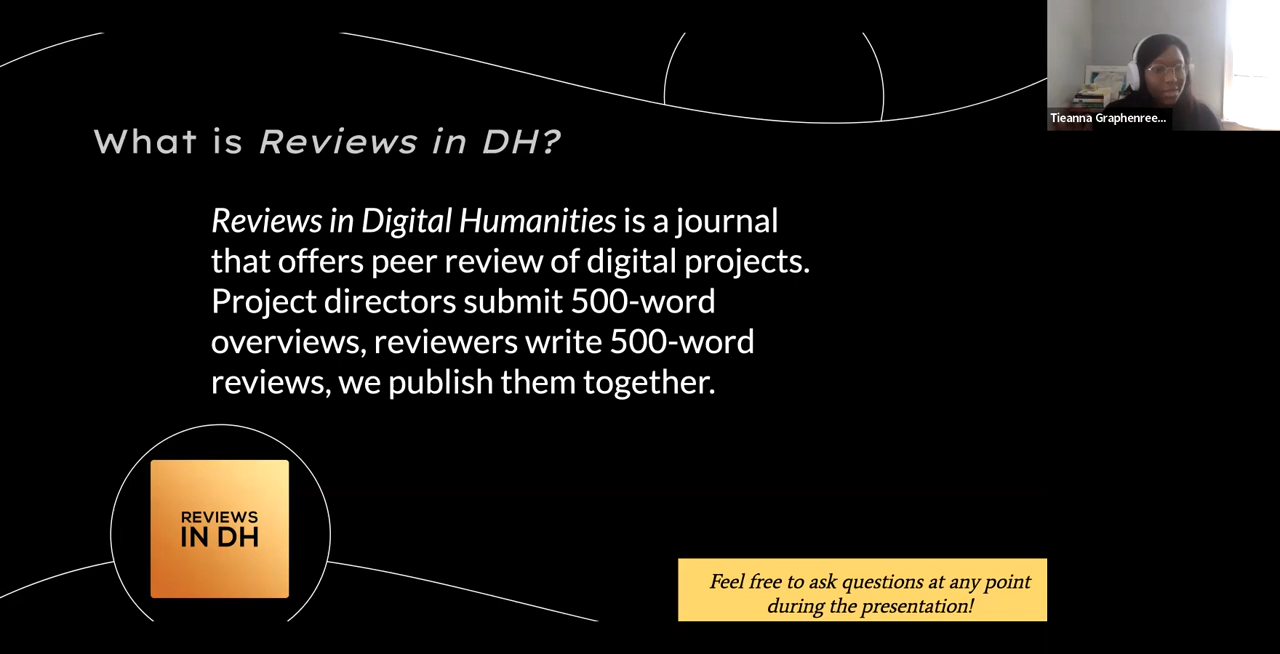 What is Reviews in DH?
Reviews in Digital Humanities is a journal
that offers peer review of digital projects.
Project directors submit 500-word
overviews, reviewers write 500-word
reviews, we publish them together.
REVIEWS
IN DH
Feel free to ask questions at any point
during the presentation!
Tieanna Graphenree...